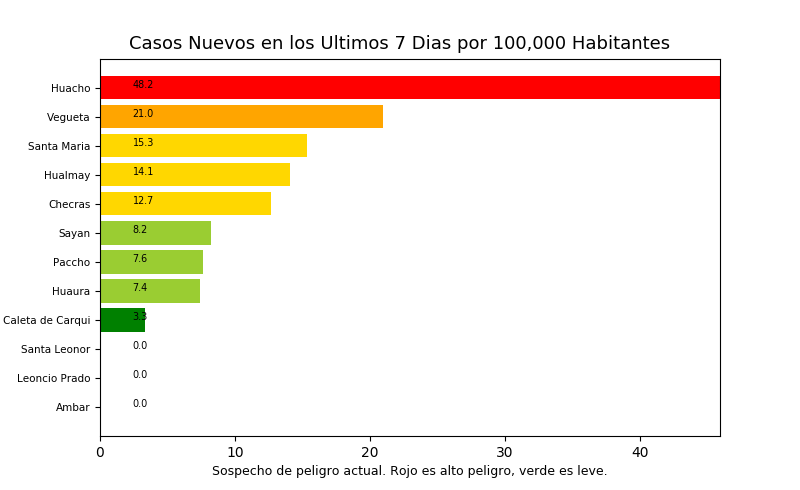 Casos Nuevos en los Ultimos 7 Dias por 100,000 Habitantes
Huacho 48.2
Vegueta 21.0
Santa Maria 15.3
Hualmay 14.1
Checras 12.7
Sayan 8.2
Paccho 7.6
Huaura 7.4
Caleta de Carqui 3.3
Santa Leonor 0.0
Leoncio Prado 0.0
Ambar 0.0
0 10 20 30 40
Sospecho de peligro actual. Rojo es alto peligro, verde es leve.